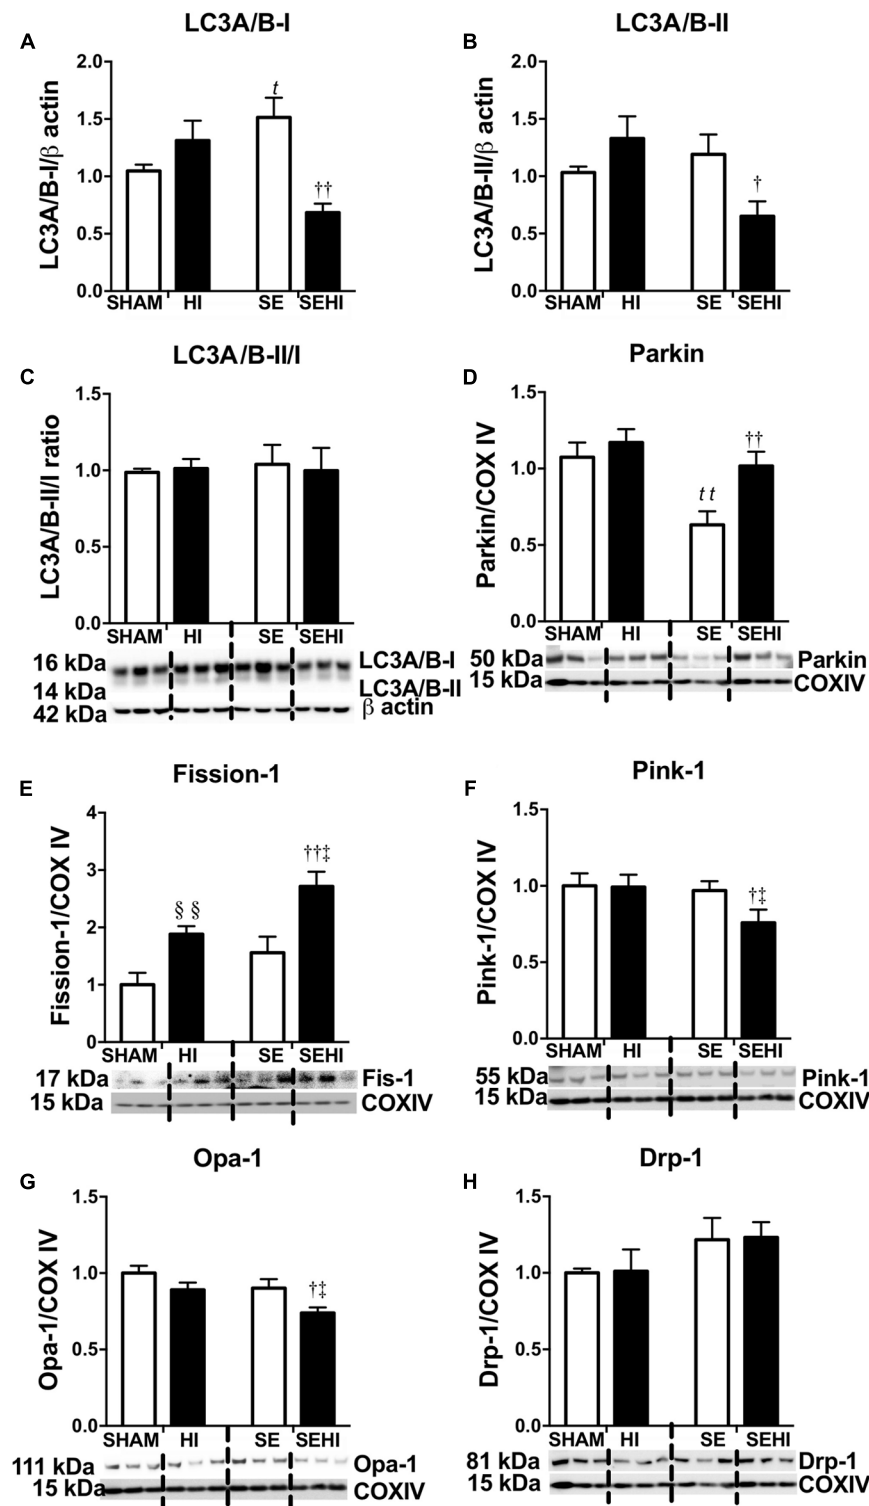 LC3A/B-I
A
LC3A/B-I/β actin
2.0
1.5
1.0
0.5
0.0
t
††
SHAM HI SE SEHI
LC3A/B-II
B
LC3A/B-II/β actin
2.0
1.5
1.0
0.5
0.0
†
SHAM HI SE SEHI
LC3A/B-II/I
C
LC3A/B-II/I ratio
1.5
1.0
0.5
0.0
SHAM HI SE SEHI
16 kDa LC3A/B-I
14 kDa LC3A/B-II
42 kDa β actin
Parkin
D
Parkin/COX IV
1.5
1.0
0.5
0.0
t t
††
SHAM HI SE SEHI
50 kDa Parkin
15 kDa COXIV
Fission-1
E
Fission-1/COX IV
4
3
2
1
0
§ §
††‡
SHAM HI SE SEHI
17 kDa Fis-1
15 kDa COXIV
Pink-1
F
Pink-1/COX IV
1.5
1.0
0.5
0.0
†‡
SHAM HI SE SEHI
55 kDa Pink-1
15 kDa COXIV
Opa-1
G
Opa-1/COX IV
1.5
1.0
0.5
0.0
†‡
SHAM HI SE SEHI
111 kDa Opa-1
15 kDa COXIV
Drp-1
H
Drp-1/COX IV
1.5
1.0
0.5
0.0
SHAM HI SE SEHI
81 kDa Drp-1
15 kDa COXIV